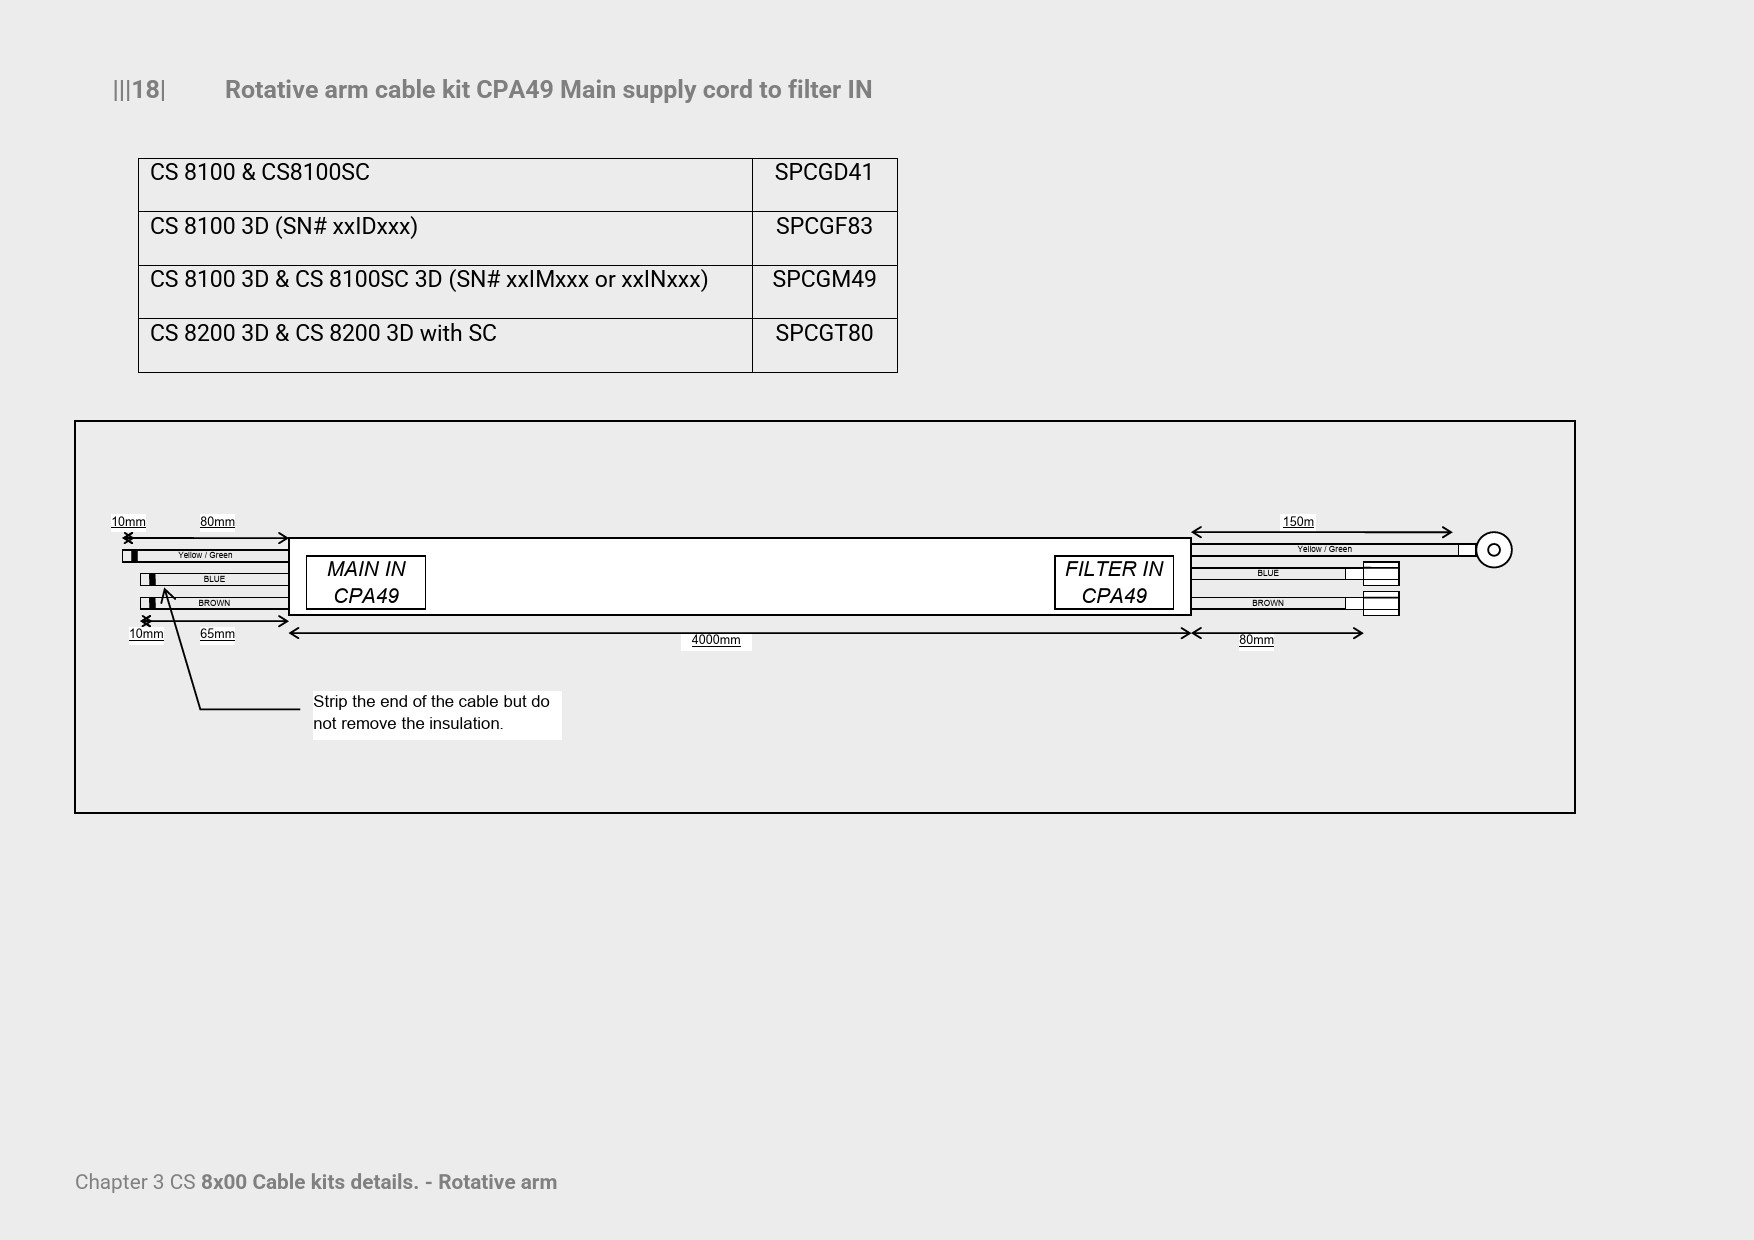 |||18| Rotative arm cable kit CPA49 Main supply cord to filter IN
CS 8100 & CS8100SC SPCGD41
CS 8100 3D (SN# xxIDxxx) SPCGF83
CS 8100 3D & CS 8100SC 3D (SN# xxIMxxx or xxINxxx) SPCGM49
CS 8200 3D & CS 8200 3D with SC SPCGT80
10mm 80mm 150m
Yellow / Green Yellow / Green
MAIN IN FILTER IN
BLUE BLUE
CPA49 CPA49
BROWN BROWN
10mm 65mm 4000mm 80mm
Strip the end of the cable but do
not remove the insulation.
Chapter 3 CS 8x00 Cable kits details. - Rotative arm